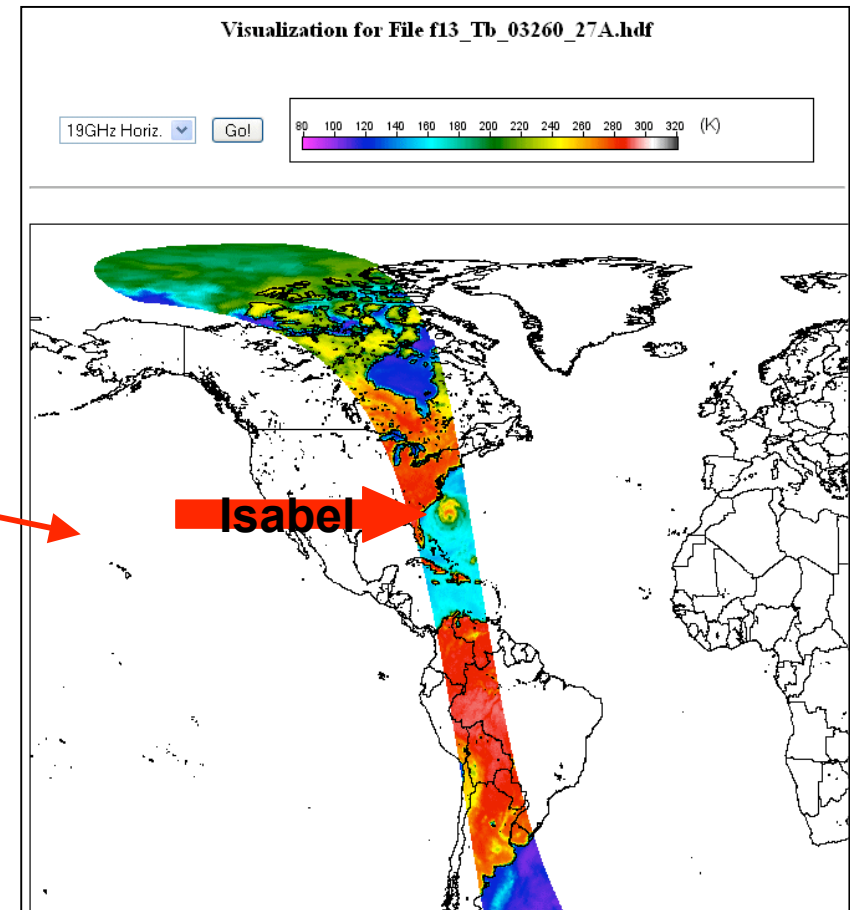 Visualization for File f13_Tb_03260_27A.hdf
19GHz Horiz. Go! 80 100 120 140 160 180 200 220 240 260 280 300 320 (K)
Isabel